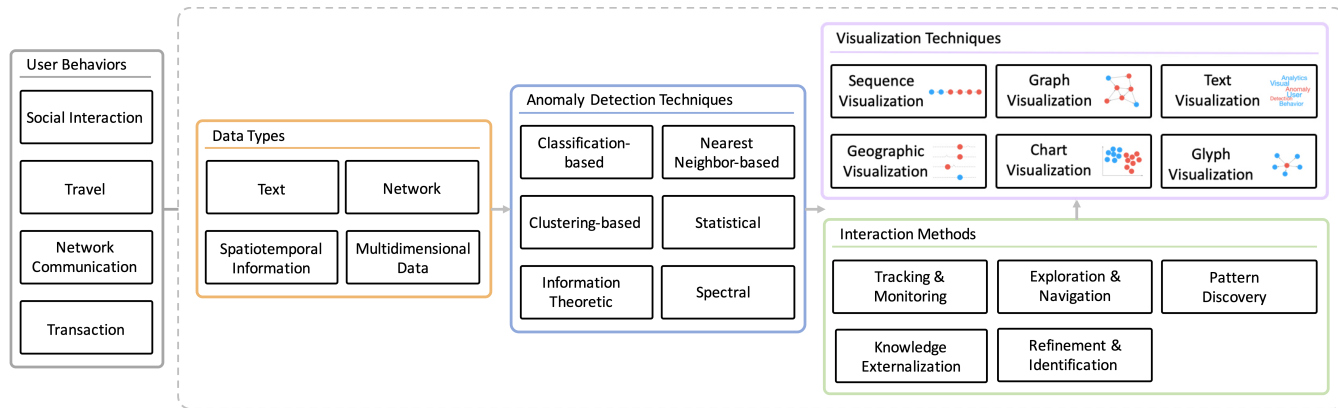 User Behaviors
Social Interaction
Travel
Network
Communication
Transaction
Data Types
Text
Network
Spatiotemporal
Information
Multidimensional
Data
Anomaly Detection Techniques
Classification-
based
Nearest
Neighbor-based
Clustering-based
Statistical
Information
Theoretic
Spectral
Visualization Techniques
Sequence
Visualization
Graph
Visualization
Text
Visualization
Analytics
Visual
Anomaly
User
Detection
Behavior
Geographic
Visualization
Chart
Visualization
Glyph
Visualization
Interaction Methods
Tracking &
Monitoring
Exploration &
Navigation
Pattern
Discovery
Knowledge
Externalization
Refinement &
Identification